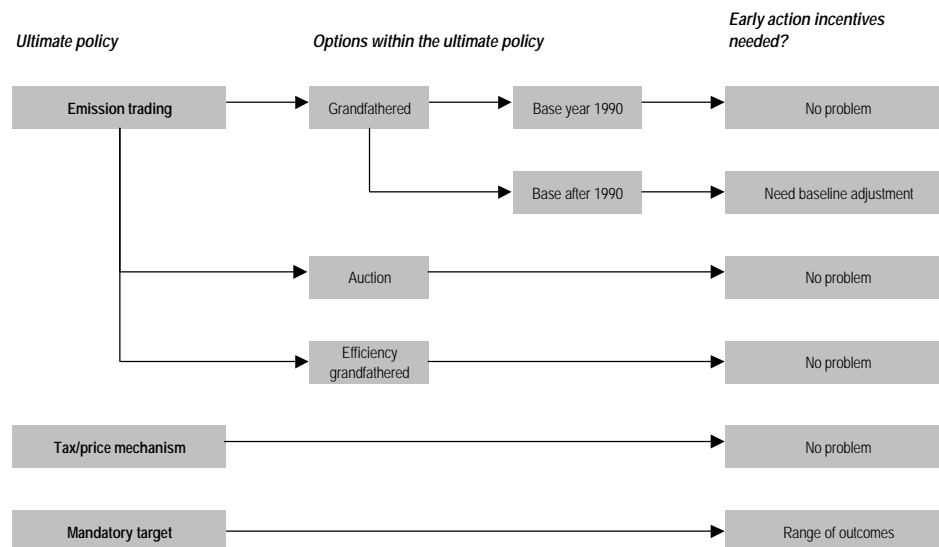 Ultimate policy
Options within the ultimate policy
Early action incentives
needed?
Emission trading
Grandfathered
Base year 1990
No problem
Base after 1990
Need baseline adjustment
Auction
No problem
Efficiency
grandfathered
No problem
Tax/price mechanism
No problem
Mandatory target
Range of outcomes